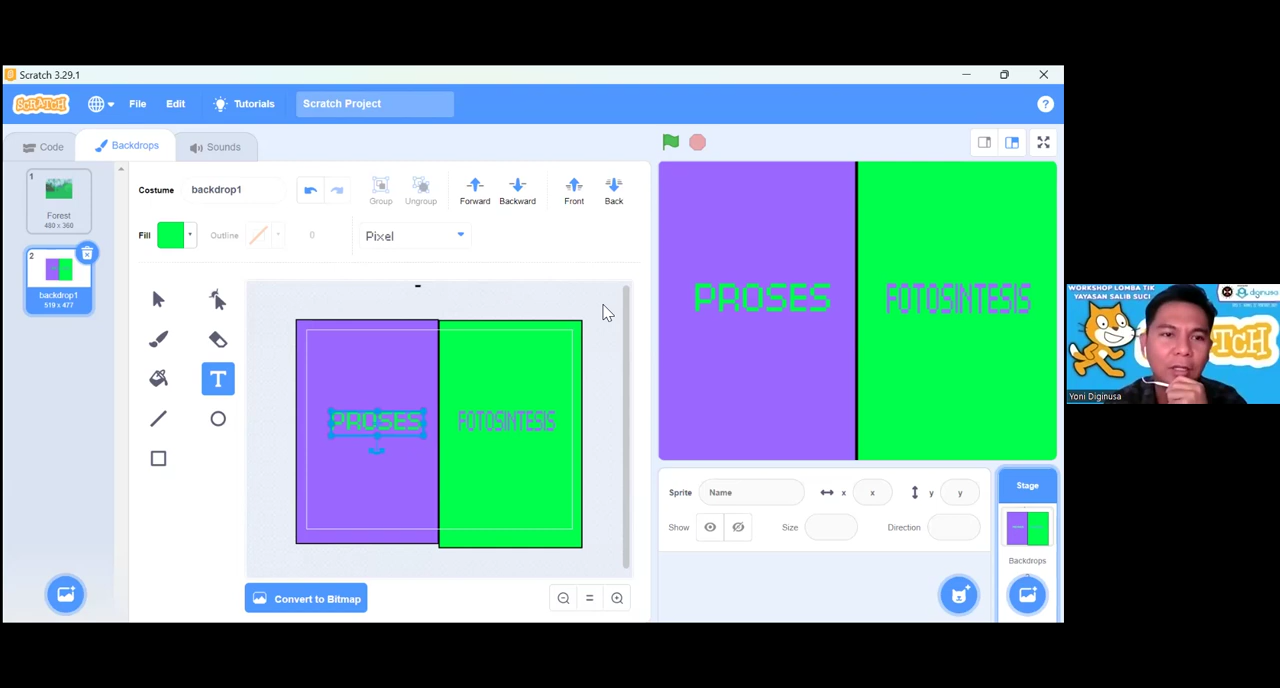 Scratch 3.29.1
SCRATCH
File
Edit
Tutorials
Scratch Project
?
Code
Backdrops
Sounds
1
Forest
480 x 360
2
backdrop1
519 x 477
Costume
backdrop1
Group
Ungroup
Forward
Backward
Front
Back
Fill
Outline
0
Pixel
T
PROSES
FOTOSINTESIS
Convert to Bitmap
PROSES
FOTOSINTESIS
Sprite
Name
x
x
y
y
Show
Size
Direction
Stage
Backdrops
WORKSHOP LOMBA TIK
YAYASAN SALIB SUCI
diginusa
TCH
Yoni Diginusa